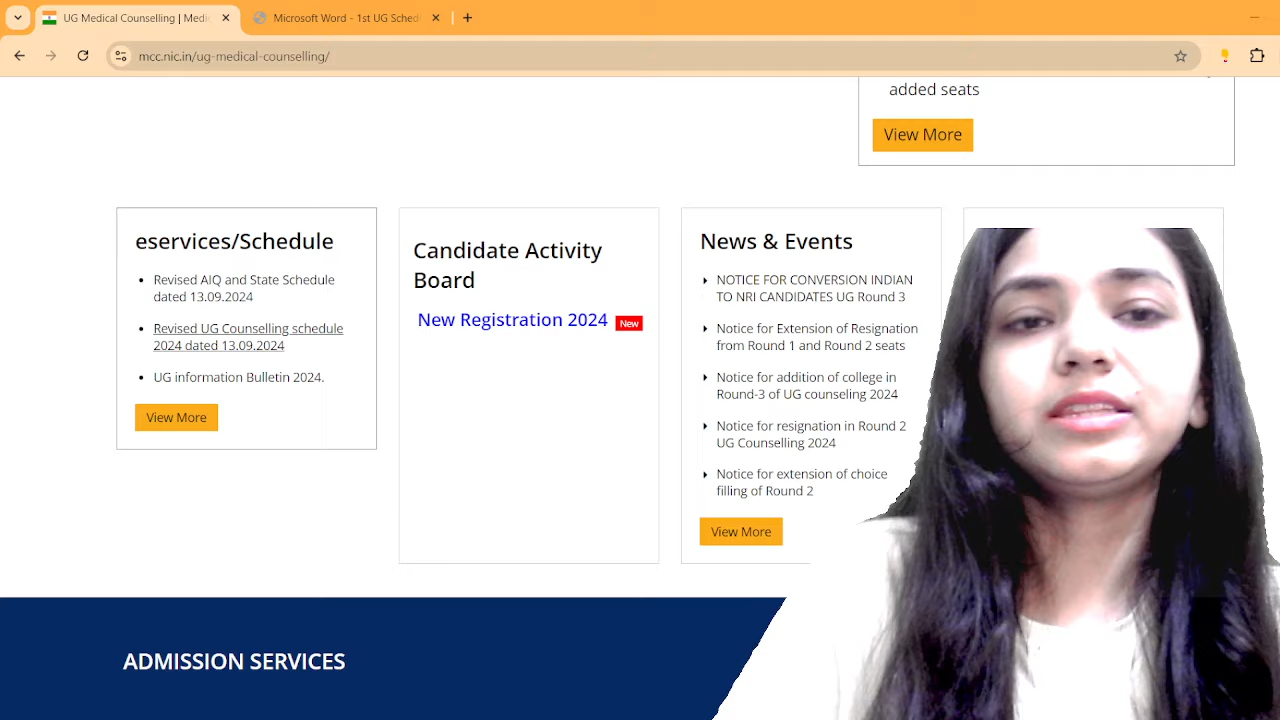 UG Medical Counselling | Medi
Microsoft Word - 1st UG Sched
mcc.nic.in/ug-medical-counselling/
added seats
View More
eservices/Schedule
Revised AIQ and State Schedule
dated 13.09.2024
Revised UG Counselling schedule
2024 dated 13.09.2024
UG information Bulletin 2024.
View More
Candidate Activity
Board
New Registration 2024 New
News & Events
NOTICE FOR CONVERSION INDIAN
TO NRI CANDIDATES UG Round 3
Notice for Extension of Resignation
from Round 1 and Round 2 seats
Notice for addition of college in
Round-3 of UG counseling 2024
Notice for resignation in Round 2
UG Counselling 2024
Notice for extension of choice
filling of Round 2
View More
ADMISSION SERVICES